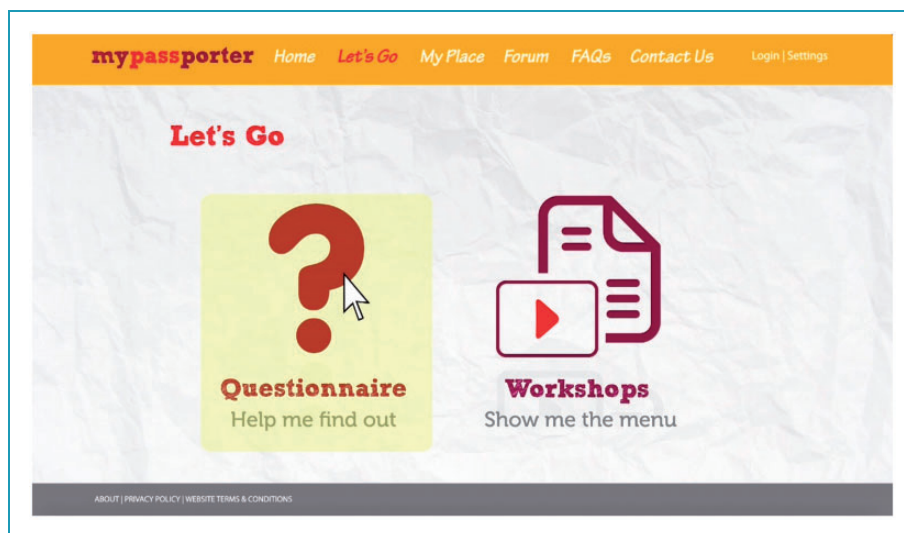 mypassporter Home Let's Go My Place Forum FAQs Contact Us Login | Settings
Let's Go
Questionnaire Workshops
Help me find out Show me the menu
ABOUT | PRIVACY POLICY | WEBSITE TERMS & CONDITIONS